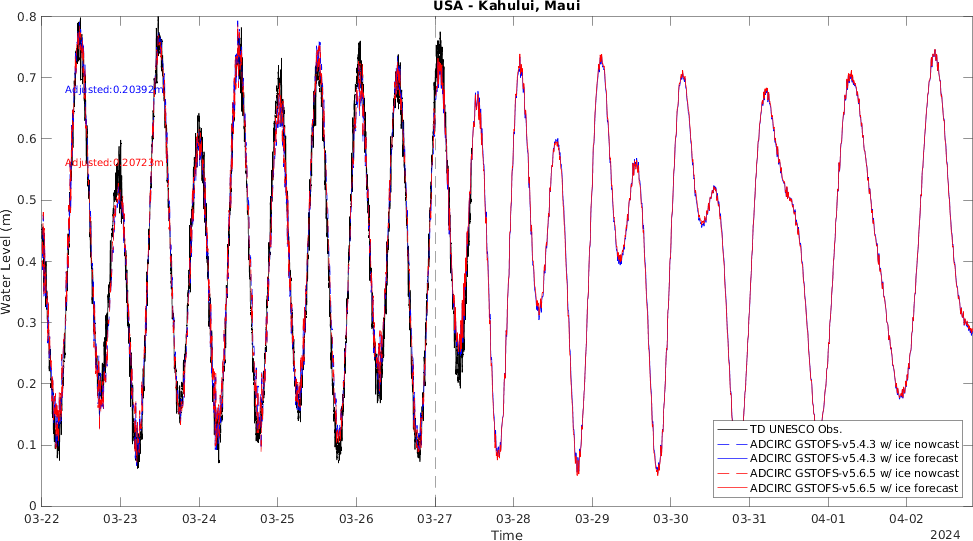 USA - Kahului, Maui
0.8
0.7
0.6
0.5
0.4
0.3
0.2
0.1
0
Water Level (m)
Adjusted:0.20392m
Adjusted:0.20723m
TD UNESCO Obs.
ADCIRC GSTOFS-v5.4.3 w/ ice nowcast
ADCIRC GSTOFS-v5.4.3 w/ ice forecast
ADCIRC GSTOFS-v5.6.5 w/ ice nowcast
ADCIRC GSTOFS-v5.6.5 w/ ice forecast
03-22 03-23 03-24 03-25 03-26 03-27 03-28 03-29 03-30 03-31 04-01 04-02
Time
2024